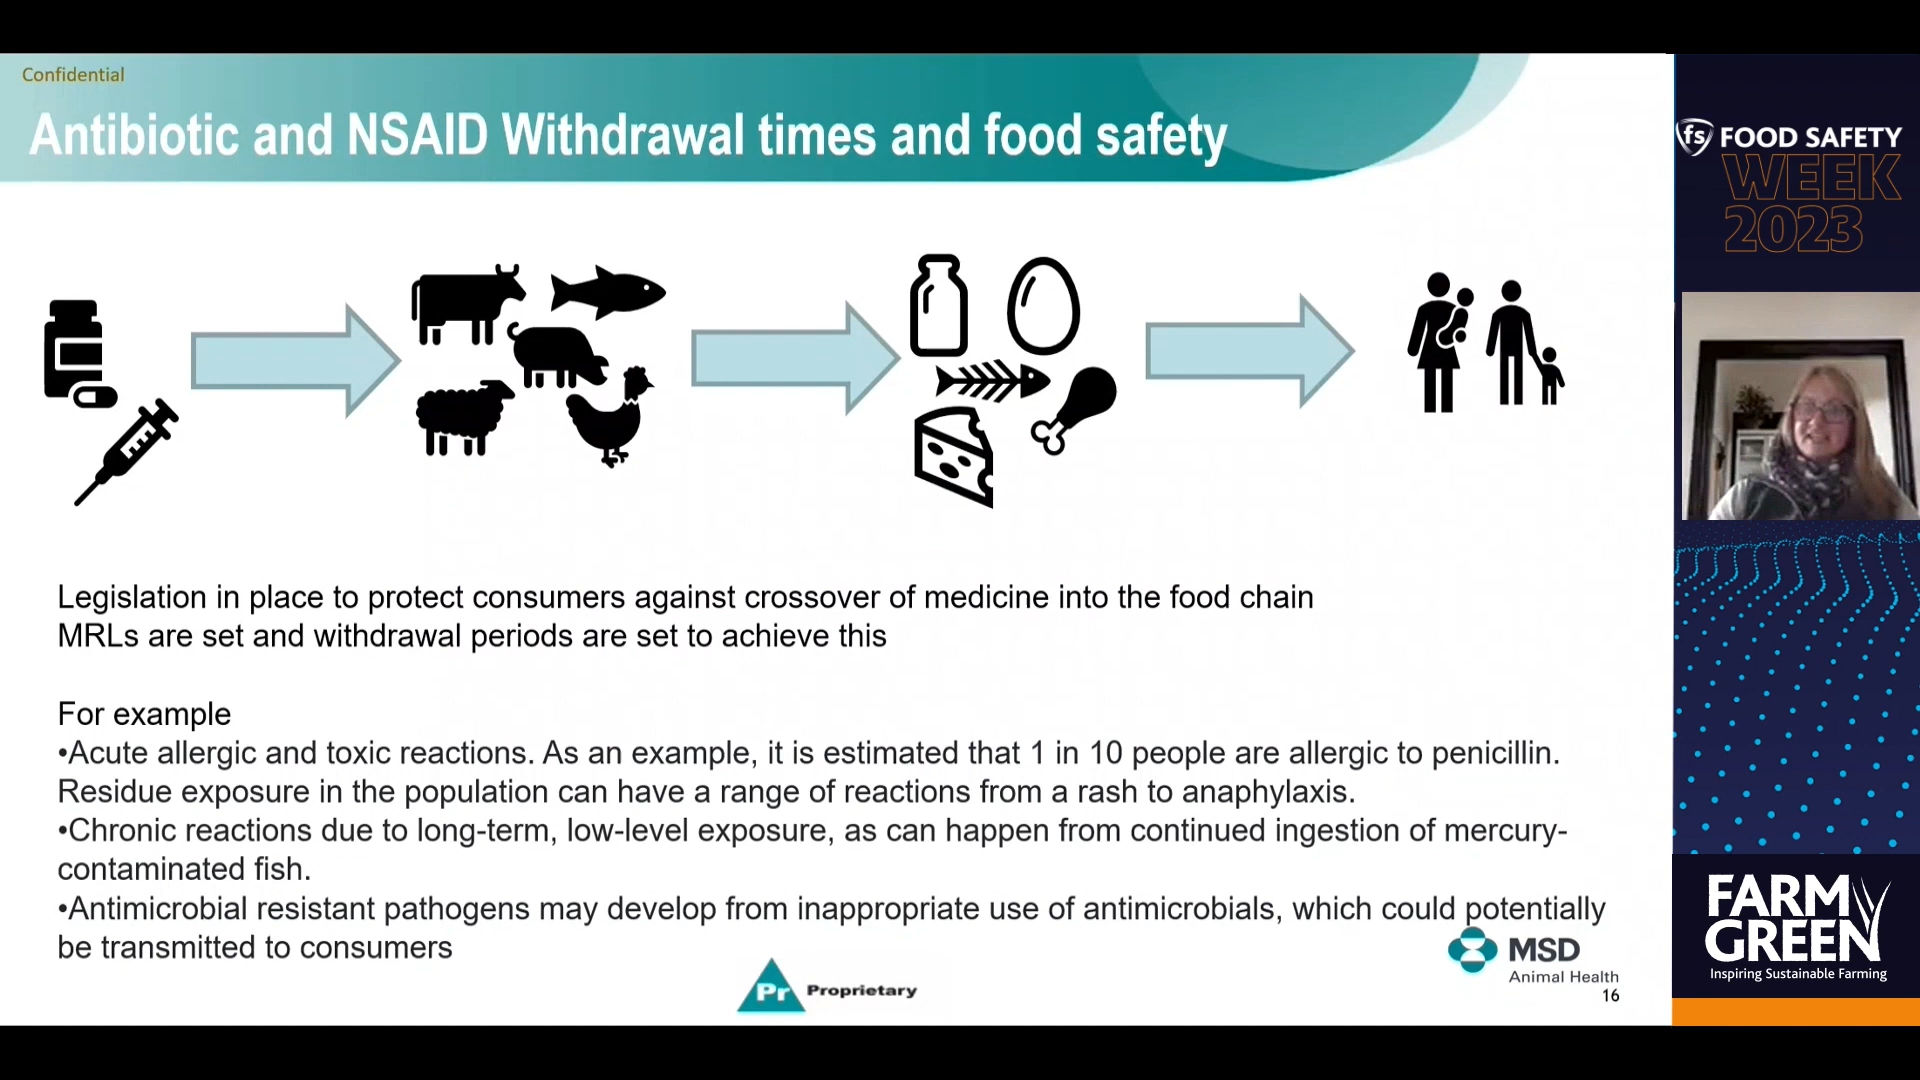 Confidential
Antibiotic and NSAID Withdrawal times and food safety
Legislation in place to protect consumers against crossover of medicine into the food chain
MRLs are set and withdrawal periods are set to achieve this
For example
•Acute allergic and toxic reactions. As an example, it is estimated that 1 in 10 people are allergic to penicillin.
Residue exposure in the population can have a range of reactions from a rash to anaphylaxis.
•Chronic reactions due to long-term, low-level exposure, as can happen from continued ingestion of mercury-
contaminated fish.
•Antimicrobial resistant pathogens may develop from inappropriate use of antimicrobials, which could potentially
be transmitted to consumers
Pr Proprietary
MSD
Animal Health
16
fs FOOD SAFETY
WEEK
2023
FARM
GREEN
Inspiring Sustainable Farming